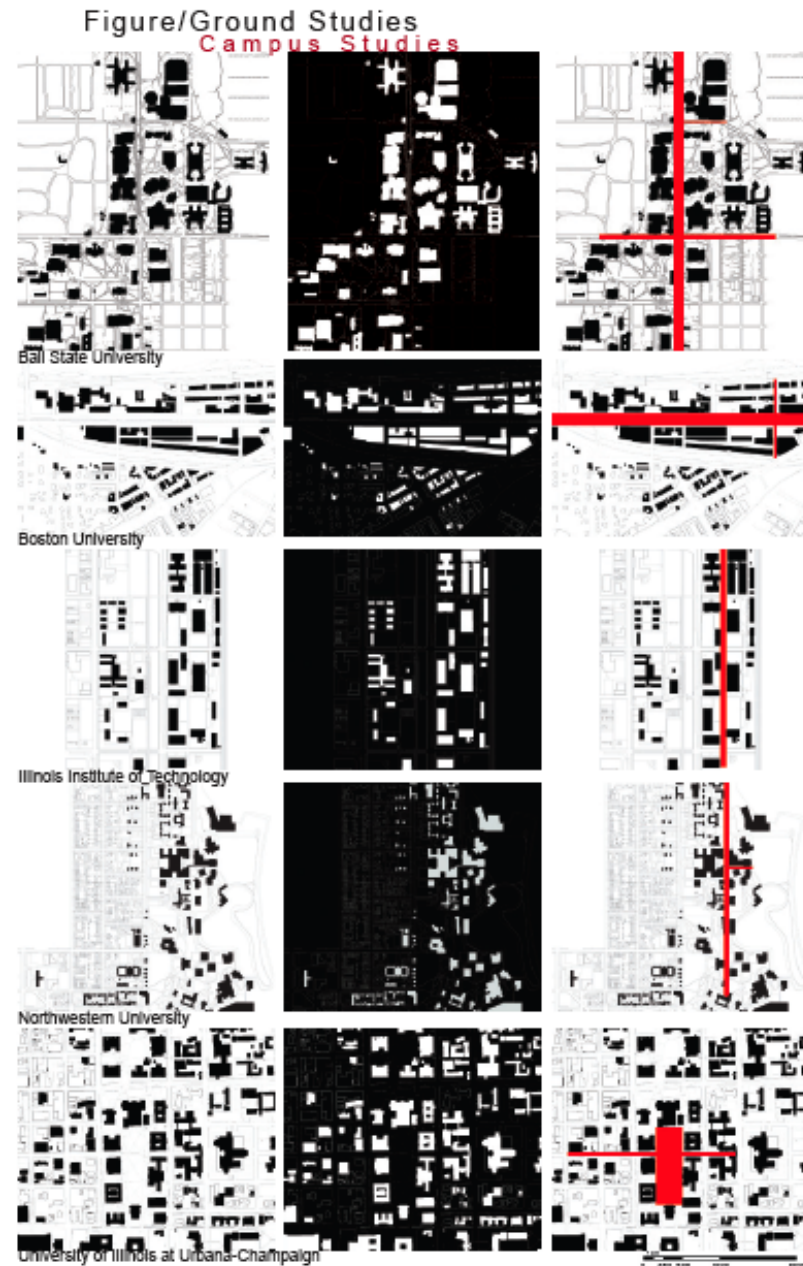 Figure/Ground Studies
Campus Studies
Ball State University
Boston University
Illinois Institute of Technology
Northwestern University
University of Illinois at Urbana-Champaign